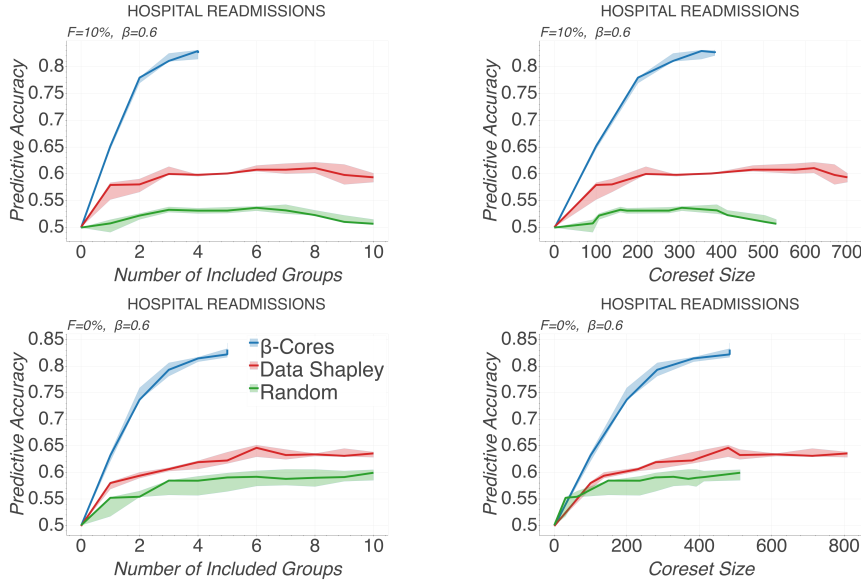 HOSPITAL READMISSIONS
F=10%, β=0.6
Predictive Accuracy
0.8
0.75
0.7
0.65
0.6
0.55
0.5
0 2 4 6 8 10
Number of Included Groups
HOSPITAL READMISSIONS
F=10%, β=0.6
Predictive Accuracy
0.8
0.75
0.7
0.65
0.6
0.55
0.5
0 100 200 300 400 500 600 700
Coreset Size
HOSPITAL READMISSIONS
F=0%, β=0.6
Predictive Accuracy
0.85
0.8
0.75
0.7
0.65
0.6
0.55
0.5
β-Cores
Data Shapley
Random
0 2 4 6 8 10
Number of Included Groups
HOSPITAL READMISSIONS
F=0%, β=0.6
Predictive Accuracy
0.85
0.8
0.75
0.7
0.65
0.6
0.55
0.5
0 200 400 600 800
Coreset Size